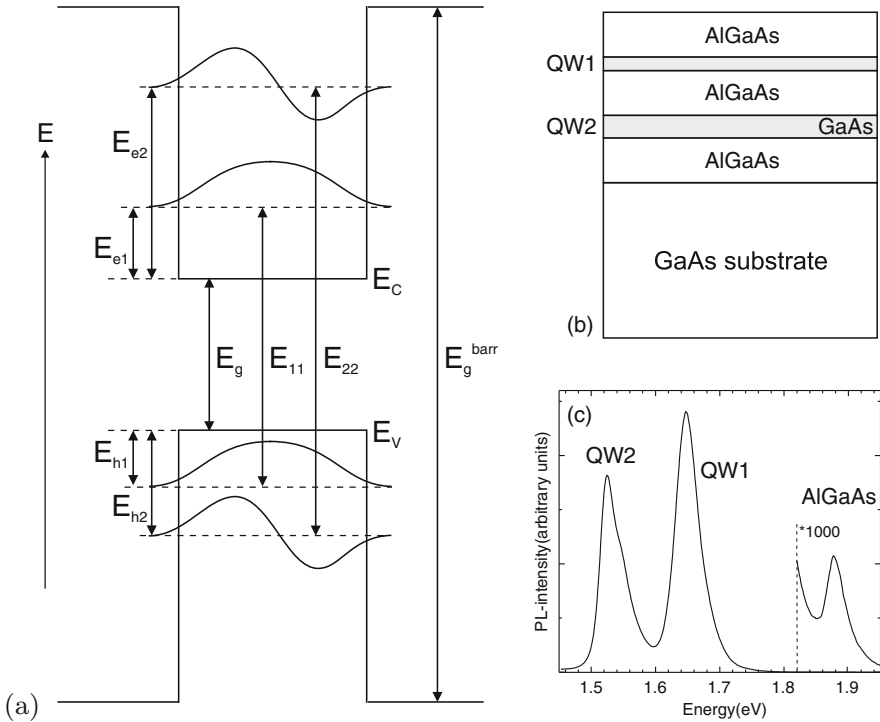 E
E_e2
E_e1
E_C
E_g
E_11
E_22
E_g^barr
E_V
E_h1
E_h2
(a)
AlGaAs
QW1
AlGaAs
QW2
GaAs
AlGaAs
GaAs substrate
(b)
(c)
QW2
QW1
AlGaAs
*1000
PL-intensity(arbitrary units)
1.5 1.6 1.7 1.8 1.9
Energy(eV)